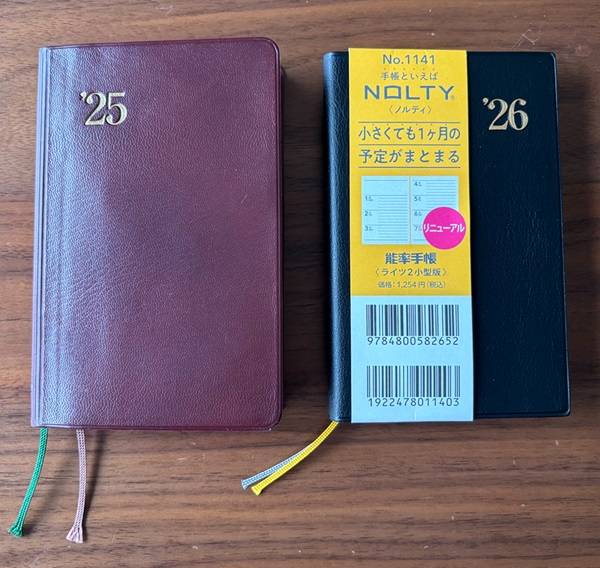 '25
No.1141
手帳といえば
NOLTY®
〈ノルティ〉
小さくても1ヶ月の
予定がまとまる
1
2
3
4
5
6
7
リニューアル
能率手帳
〈ライツ2小型版〉
価格：1,254円(税込)
9784800582652
1922478011403
'26